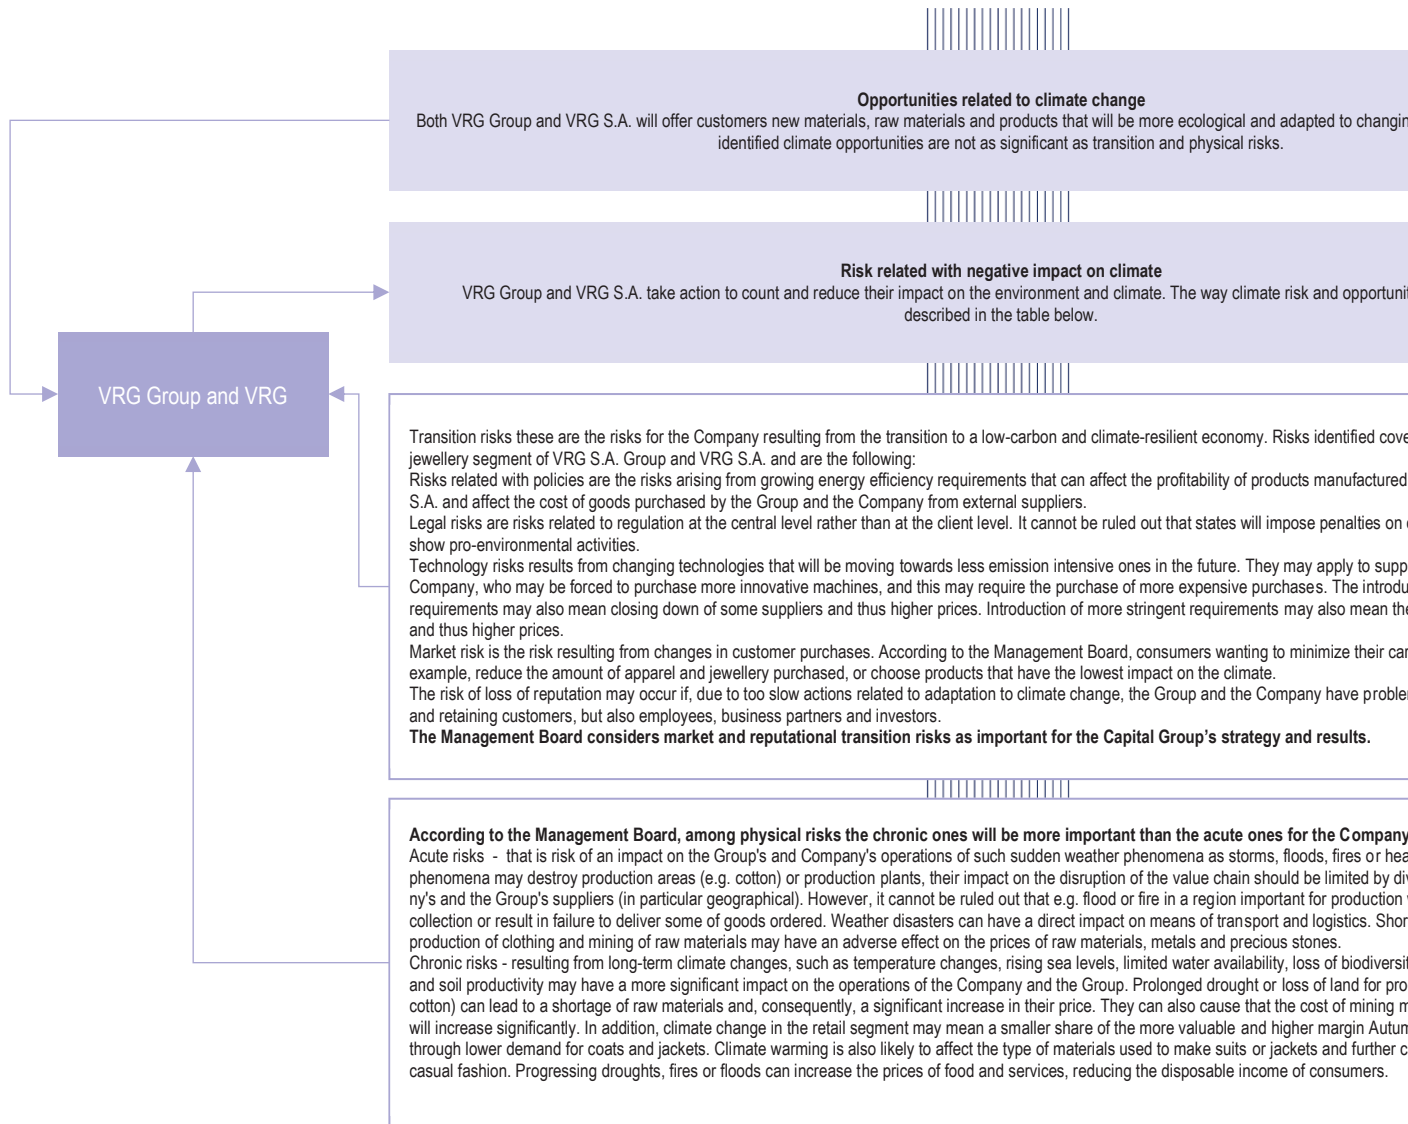 Opportunities related to climate change
Both VRG Group and VRG S.A. will offer customers new materials, raw materials and products that will be more ecological and adapted to changin
identified climate opportunities are not as significant as transition and physical risks.
Risk related with negative impact on climate
VRG Group and VRG S.A. take action to count and reduce their impact on the environment and climate. The way climate risk and opportunit
described in the table below.
VRG Group and VRG
Transition risks these are the risks for the Company resulting from the transition to a low-carbon and climate-resilient economy. Risks identified cove
jewellery segment of VRG S.A. Group and VRG S.A. and are the following:
Risks related with policies are the risks arising from growing energy efficiency requirements that can affect the profitability of products manufactured
S.A. and affect the cost of goods purchased by the Group and the Company from external suppliers.
Legal risks are risks related to regulation at the central level rather than at the client level. It cannot be ruled out that states will impose penalties on
show pro-environmental activities.
Technology risks results from changing technologies that will be moving towards less emission intensive ones in the future. They may apply to supp
Company, who may be forced to purchase more innovative machines, and this may require the purchase of more expensive purchases. The introdu
requirements may also mean closing down of some suppliers and thus higher prices. Introduction of more stringent requirements may also mean the
and thus higher prices.
Market risk is the risk resulting from changes in customer purchases. According to the Management Board, consumers wanting to minimize their car
example, reduce the amount of apparel and jewellery purchased, or choose products that have the lowest impact on the climate.
The risk of loss of reputation may occur if, due to too slow actions related to adaptation to climate change, the Group and the Company have problem
and retaining customers, but also employees, business partners and investors.
The Management Board considers market and reputational transition risks as important for the Capital Group's strategy and results.
According to the Management Board, among physical risks the chronic ones will be more important than the acute ones for the Company
Acute risks - that is risk of an impact on the Group's and Company's operations of such sudden weather phenomena as storms, floods, fires or hea
phenomena may destroy production areas (e.g. cotton) or production plants, their impact on the disruption of the value chain should be limited by div
ny's and the Group's suppliers (in particular geographical). However, it cannot be ruled out that e.g. flood or fire in a region important for production
collection or result in failure to deliver some of goods ordered. Weather disasters can have a direct impact on means of transport and logistics. Shor
production of clothing and mining of raw materials may have an adverse effect on the prices of raw materials, metals and precious stones.
Chronic risks - resulting from long-term climate changes, such as temperature changes, rising sea levels, limited water availability, loss of biodiversit
and soil productivity may have a more significant impact on the operations of the Company and the Group. Prolonged drought or loss of land for pro
cotton) can lead to a shortage of raw materials and, consequently, a significant increase in their price. They can also cause that the cost of mining m
will increase significantly. In addition, climate change in the retail segment may mean a smaller share of the more valuable and higher margin Autum
through lower demand for coats and jackets. Climate warming is also likely to affect the type of materials used to make suits or jackets and further c
casual fashion. Progressing droughts, fires or floods can increase the prices of food and services, reducing the disposable income of consumers.